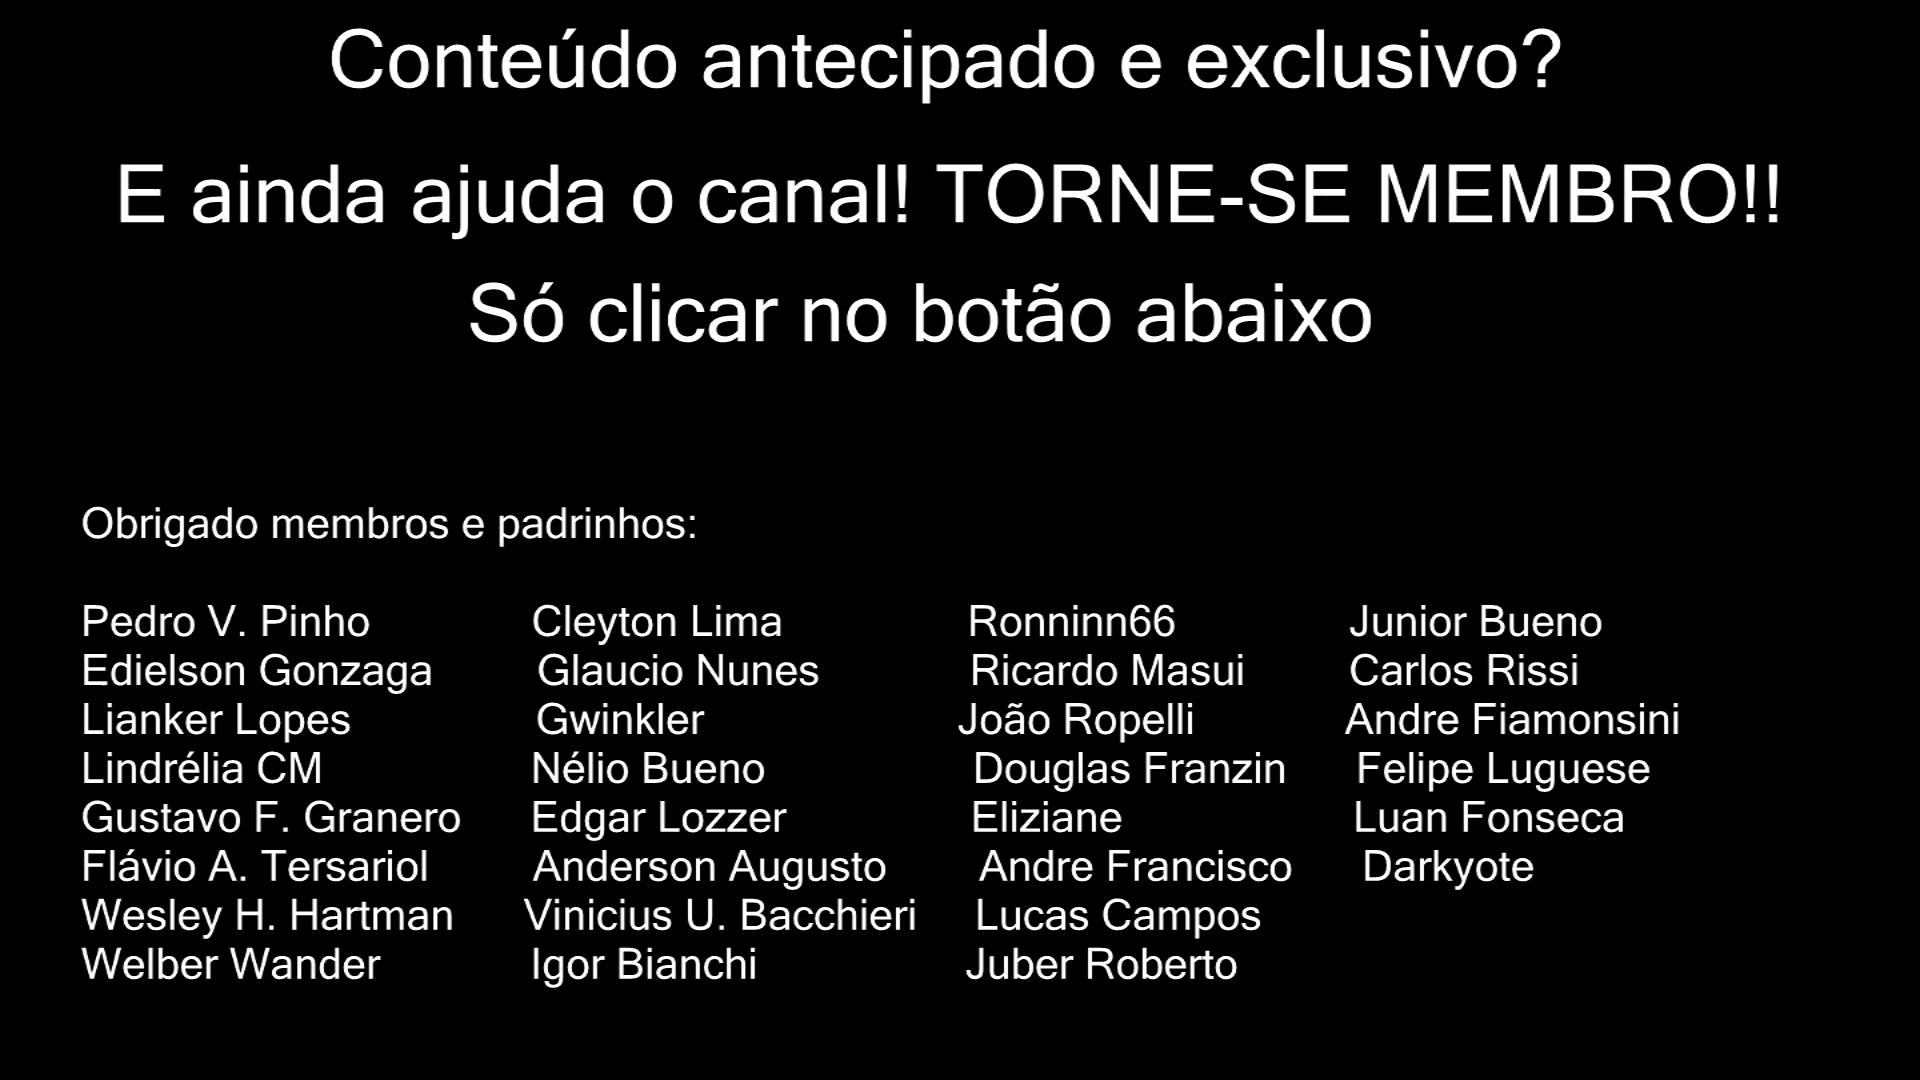 Conteúdo antecipado e exclusivo?
E ainda ajuda o canal! TORNE-SE MEMBRO!!
Só clicar no botão abaixo
Obrigado membros e padrinhos:
Pedro V. Pinho Cleyton Lima Ronninn66 Junior Bueno
Edielson Gonzaga Glaucio Nunes Ricardo Masui Carlos Rissi
Lianker Lopes Gwinkler João Ropelli Andre Fiamonsini
Lindrélia CM Nélio Bueno Douglas Franzin Felipe Luguese
Gustavo F. Granero Edgar Lozzer Eliziane Luan Fonseca
Flávio A. Tersariol Anderson Augusto Andre Francisco Darkyote
Wesley H. Hartman Vinicius U. Bacchieri Lucas Campos
Welber Wander Igor Bianchi Juber Roberto